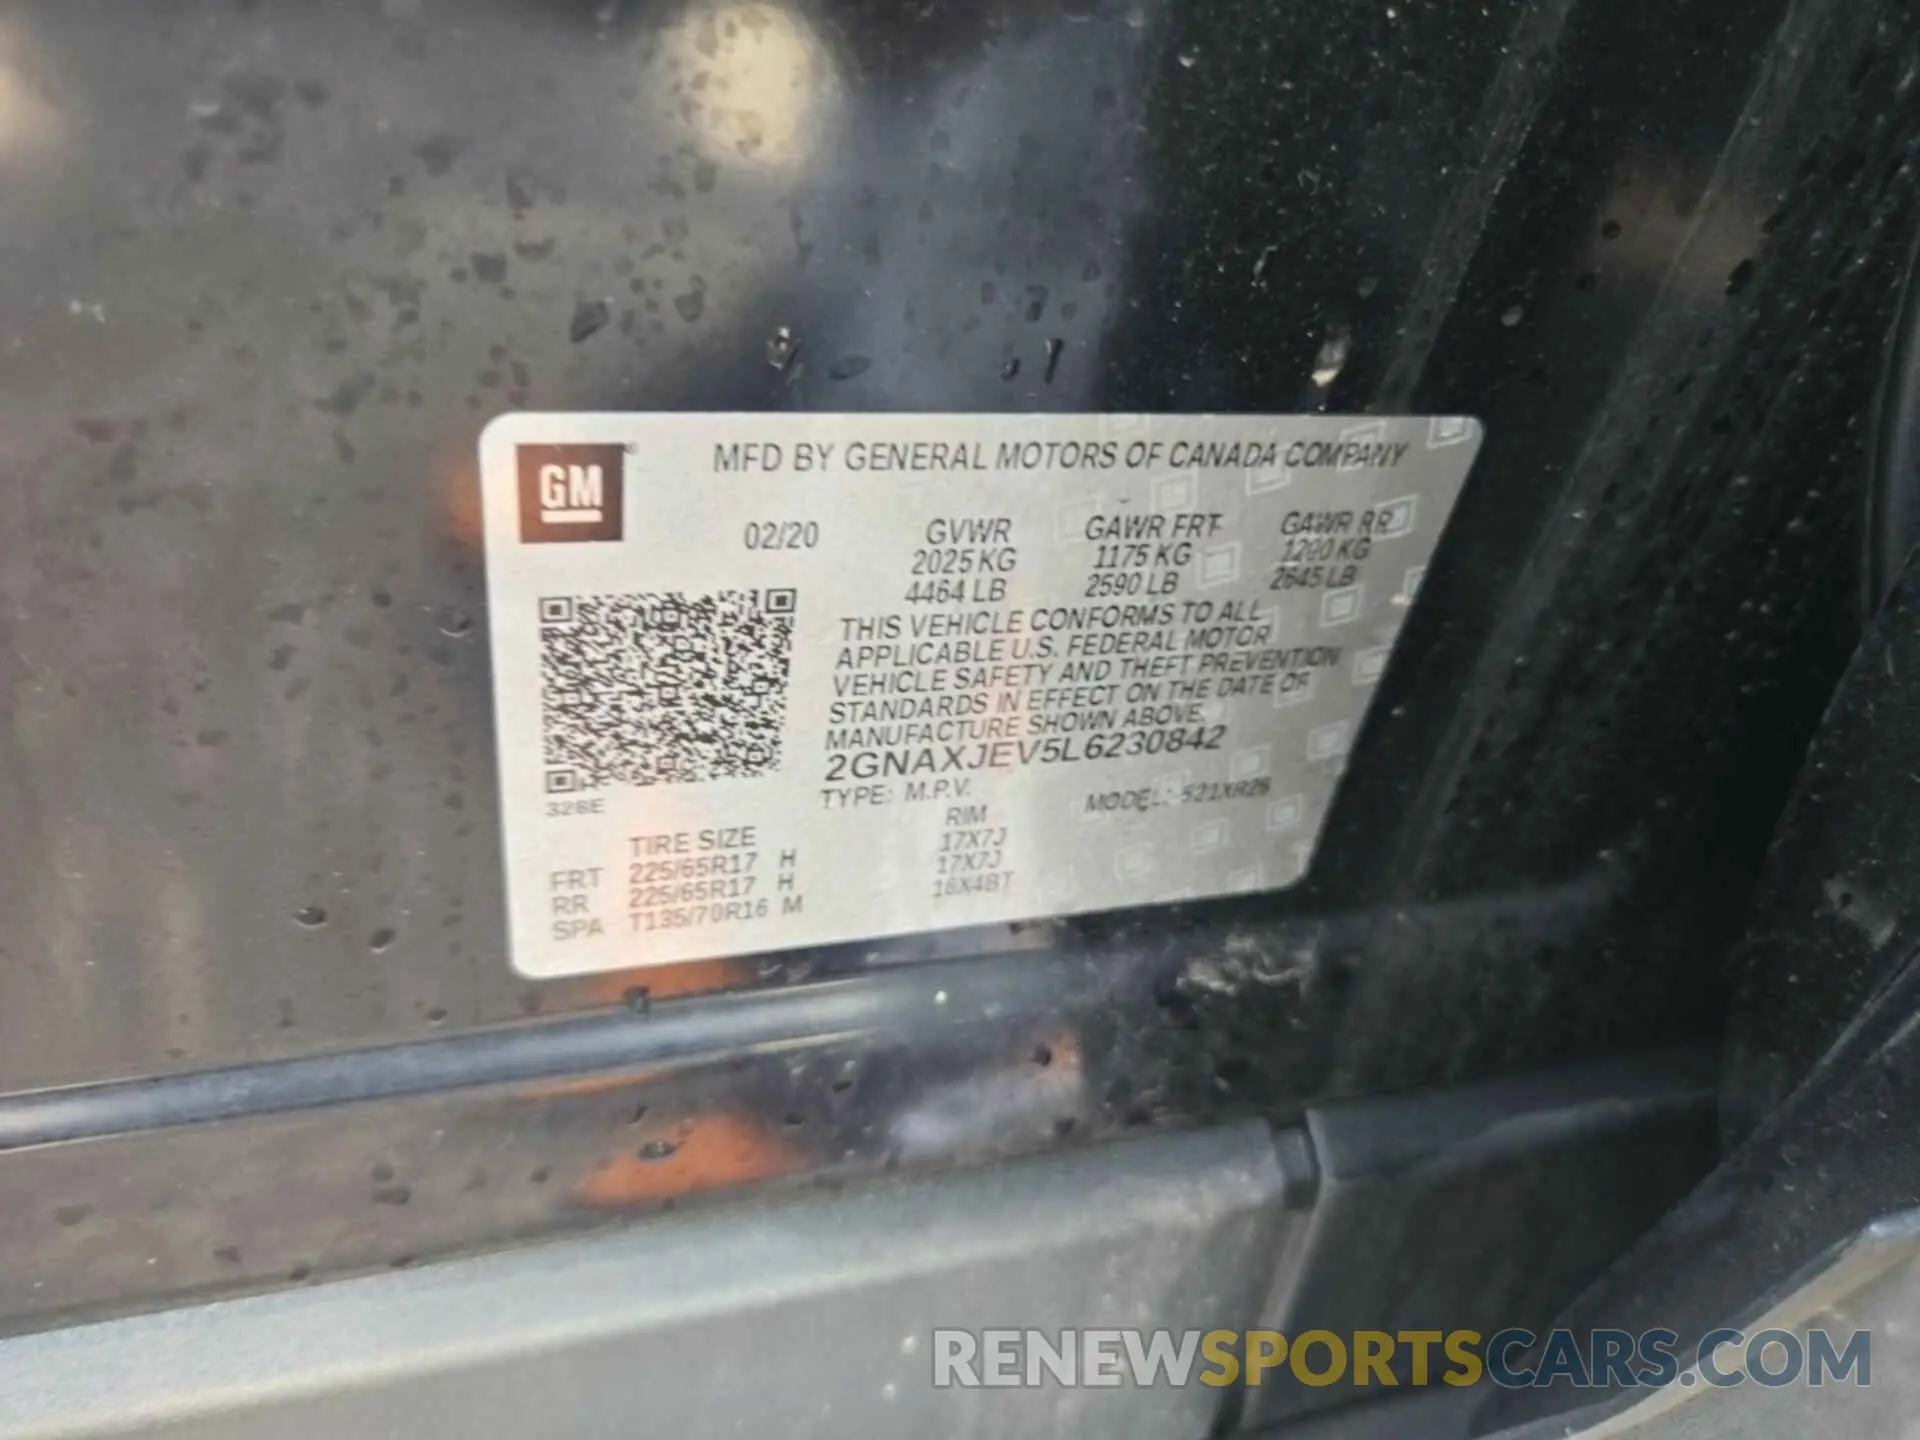 GM
MFD BY GENERAL MOTORS OF CANADA COMPANY
02/20 GVWR GAWR FRT GAWR RR
2025 KG 1175 KG 1200 KG
4464 LB 2590 LB 2645 LB
THIS VEHICLE CONFORMS TO ALL
APPLICABLE U.S. FEDERAL MOTOR
VEHICLE SAFETY AND THEFT PREVENTION
STANDARDS IN EFFECT ON THE DATE OF
MANUFACTURE SHOWN ABOVE.
2GNAXJEV5L6230842
TYPE: M.P.V. MODEL:
TIRE SIZE RIM
FRT 225/65R17 H 17X7J
RR 225/65R17 H 17X7J
SPA T135/70R16 M 16X4BT
RENEWSPORTSCARS.COM